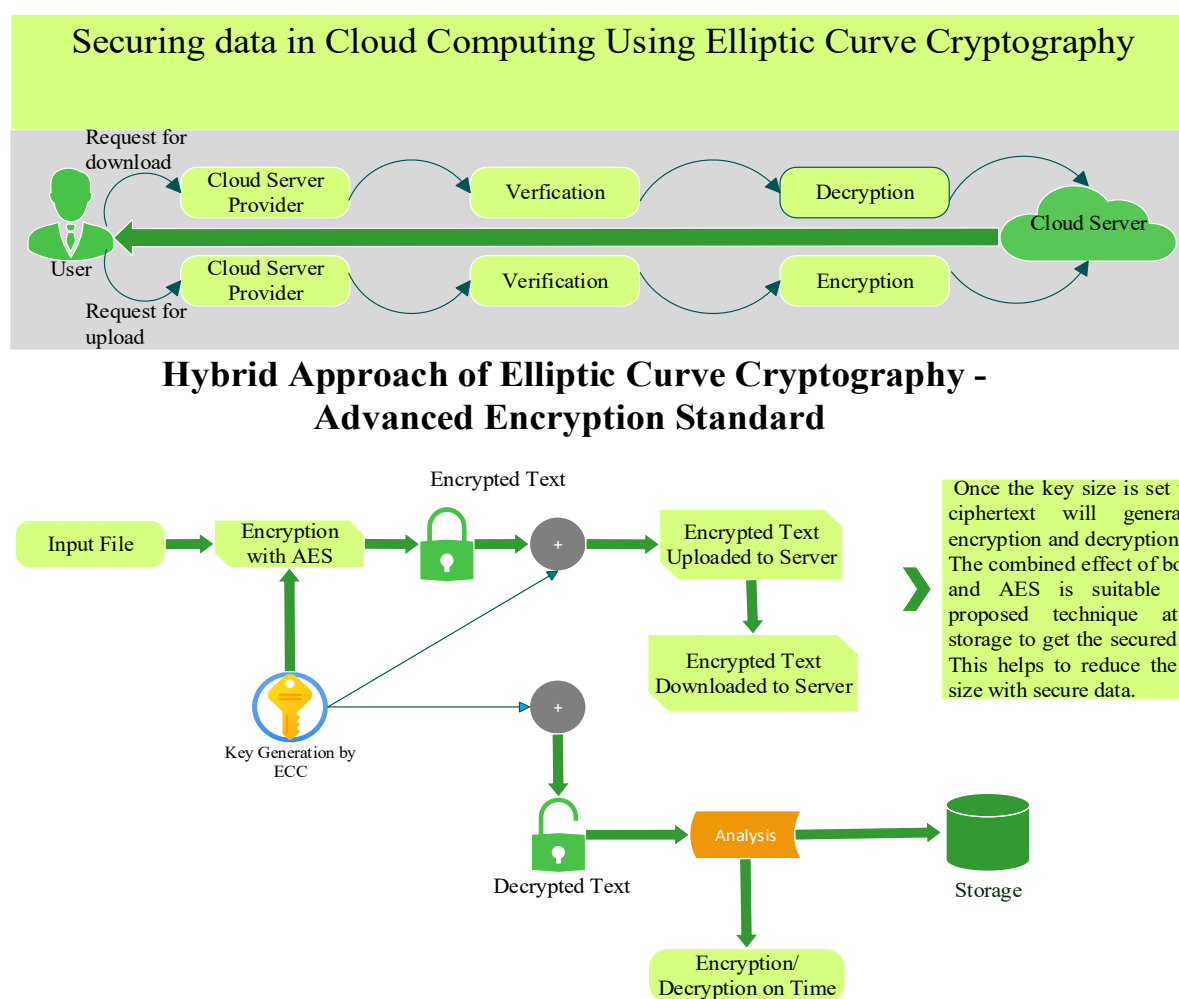 Securing data in Cloud Computing Using Elliptic Curve Cryptography
Request for
download
Cloud Server
Provider
Verfication
Decryption
Cloud Server
User
Cloud Server
Provider
Verification
Encryption
Request for
upload
Hybrid Approach of Elliptic Curve Cryptography -
Advanced Encryption Standard
Encrypted Text
Input File
Encryption
with AES
+
Encrypted Text
Uploaded to Server
Encrypted Text
Downloaded to Server
Once the key size is set
ciphertext will
encryption and decryption
The combined effect of
and AES is suitable
proposed technique at
storage to get the secured
This helps to reduce the
size with secure data.
+
Key Generation by
ECC
Decrypted Text
Analysis
Storage
Encryption/
Decryption on Time